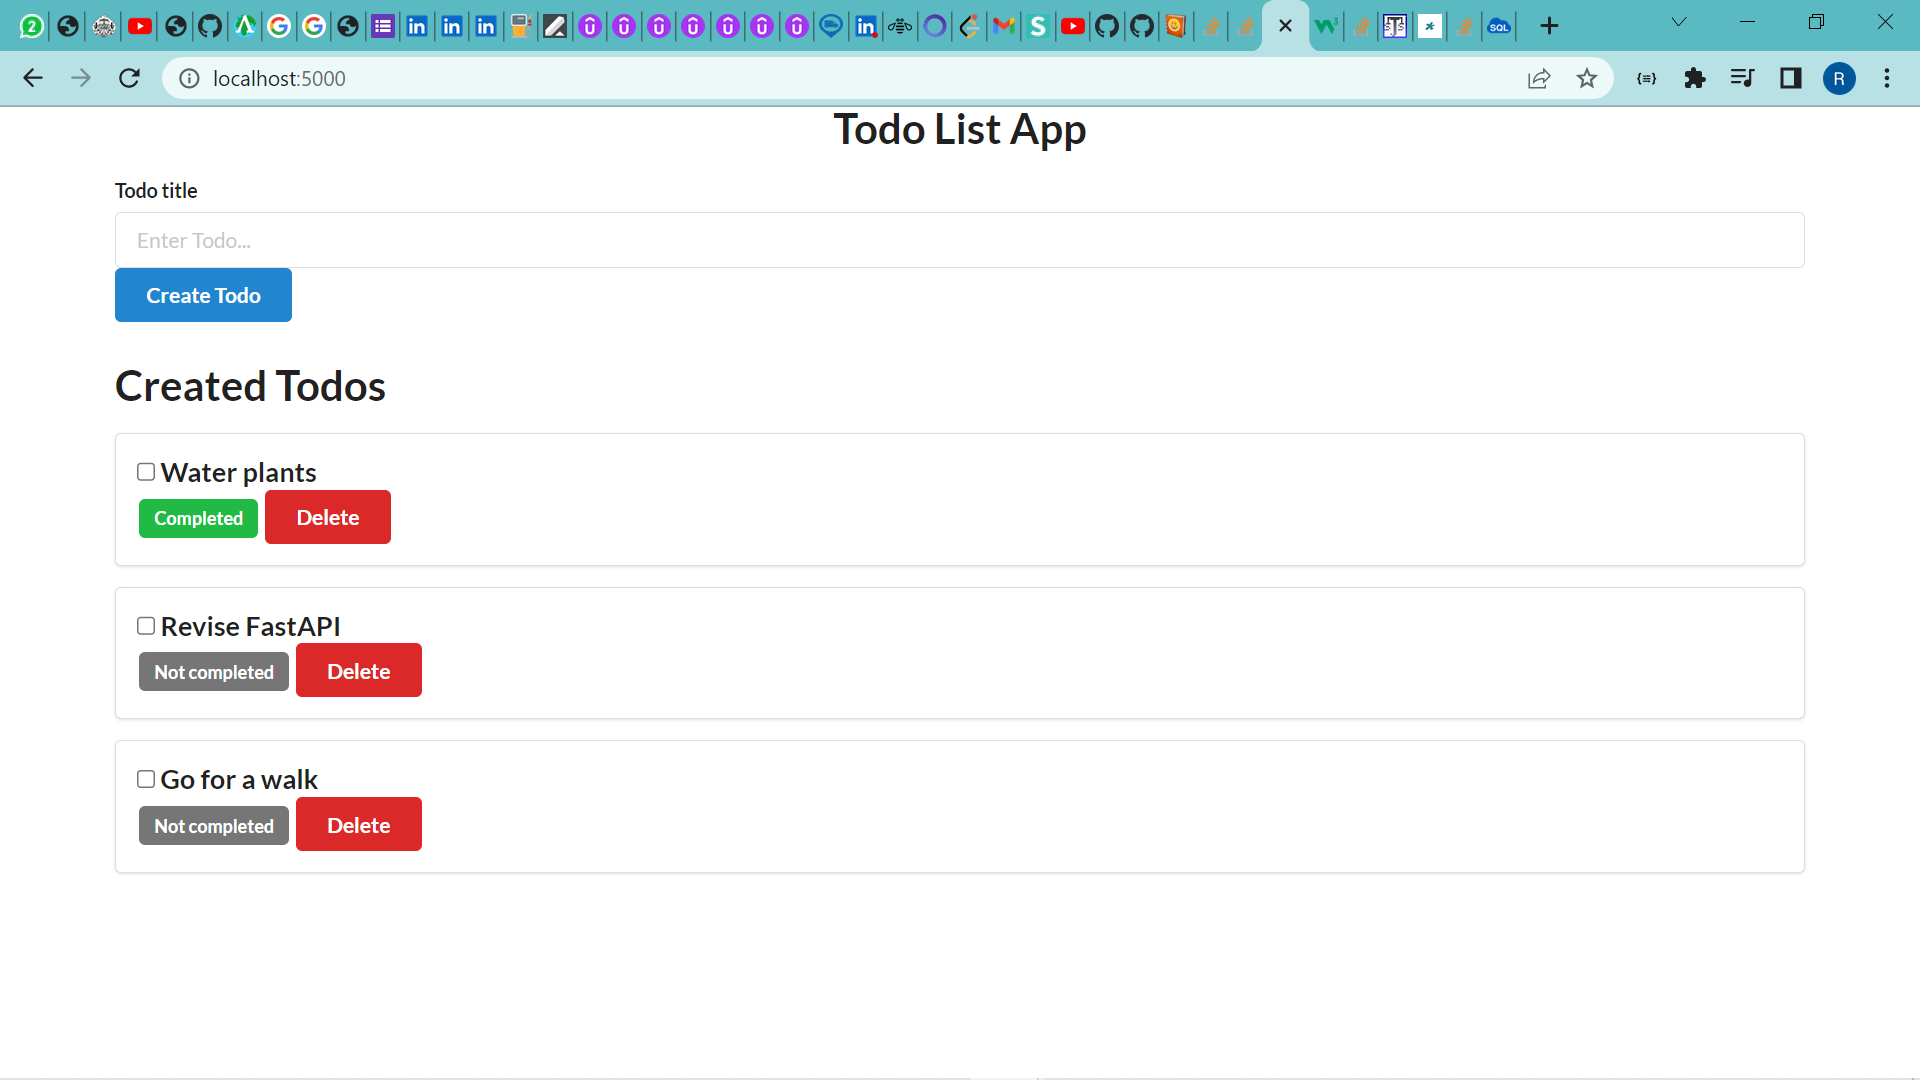 2
localhost:5000
R
Todo List App
Todo title
Enter Todo...
Create Todo
Created Todos
Water plants
Completed Delete
Revise FastAPI
Not completed Delete
Go for a walk
Not completed Delete